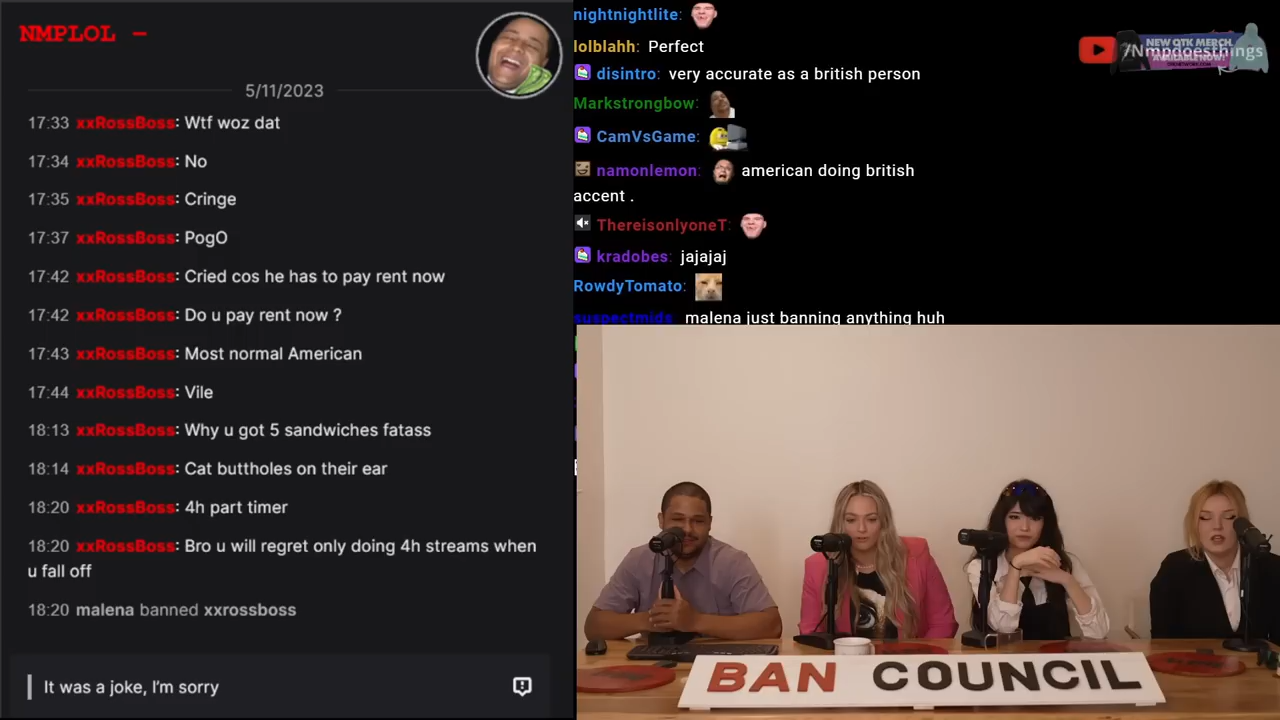 NMPLOL –
5/11/2023
17:33 xxRossBoss: Wtf woz dat
17:34 xxRossBoss: No
17:35 xxRossBoss: Cringe
17:37 xxRossBoss: PogO
17:42 xxRossBoss: Cried cos he has to pay rent now
17:42 xxRossBoss: Do u pay rent now ?
17:43 xxRossBoss: Most normal American
17:44 xxRossBoss: Vile
18:13 xxRossBoss: Why u got 5 sandwiches fatass
18:14 xxRossBoss: Cat buttholes on their ear
18:20 xxRossBoss: 4h part timer
18:20 xxRossBoss: Bro u will regret only doing 4h streams when
u fall off
18:20 malena banned xxrossboss
It was a joke, I'm sorry
nightnightlite:
lolblahh: Perfect
disintro: very accurate as a british person
Markstrongbow:
CamVsGame:
namonlemon: american doing british
accent .
ThereisonlyoneT:
kradobes: jajajaj
RowdyTomato:
suspectmids: malena just banning anything huh
/Nmpdoesthings
NEW OTK MERCH
AVAILABLE NOW!
BAN COUNCIL